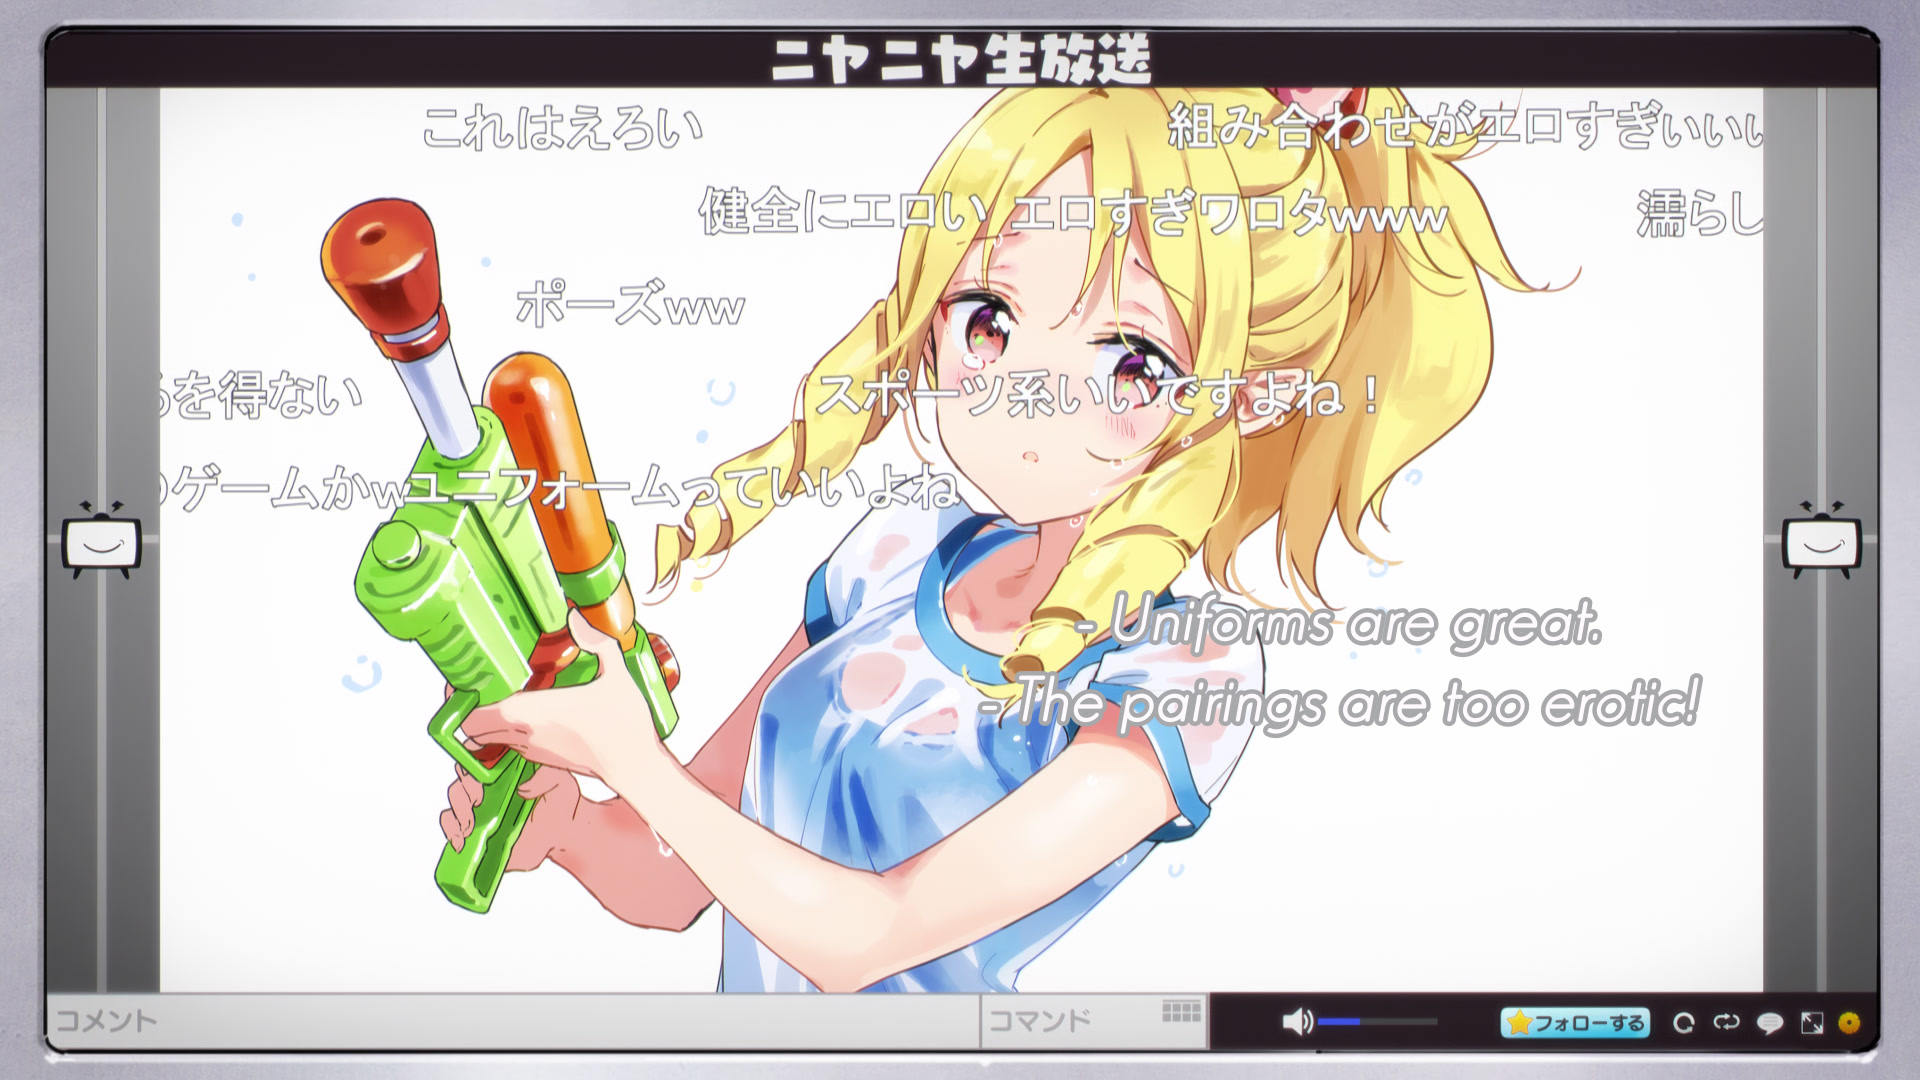 ニヤニヤ生放送
これはえろい
組み合わせがエロすぎぃぃぃ
健全にエロい
エロすぎワロタwww
濡らし
ポーズww
を得ない
スポーツ系いいですよね！
ゲームかw
ユニフォームっていいよね
- Uniforms are great.
- The pairings are too erotic!
コメント
コマンド
フォローする